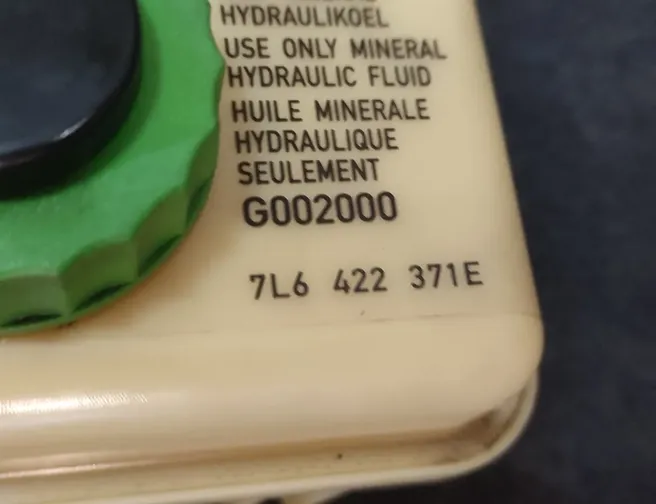 HYDRAULIKOEL
USE ONLY MINERAL
HYDRAULIC FLUID
HUILE MINERALE
HYDRAULIQUE
SEULEMENT
G002000
7L6 422 371E